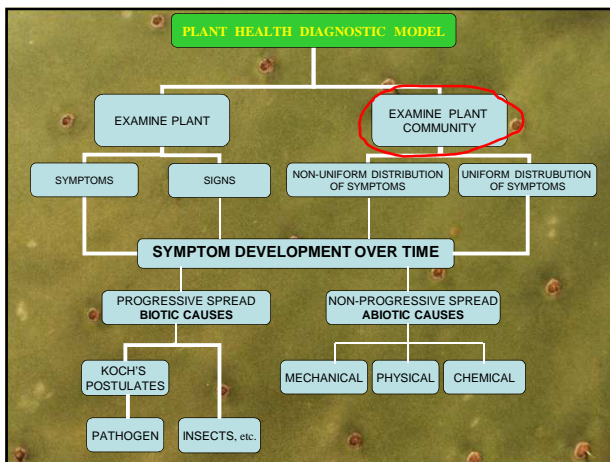 PLANT HEALTH DIAGNOSTIC MODEL
EXAMINE PLANT
EXAMINE PLANT
COMMUNITY
SYMPTOMS
SIGNS
NON-UNIFORM DISTRIBUTION
OF SYMPTOMS
UNIFORM DISTRUBUTION
OF SYMPTOMS
SYMPTOM DEVELOPMENT OVER TIME
PROGRESSIVE SPREAD
BIOTIC CAUSES
NON-PROGRESSIVE SPREAD
ABIOTIC CAUSES
KOCH'S
POSTULATES
MECHANICAL
PHYSICAL
CHEMICAL
PATHOGEN
INSECTS, etc.